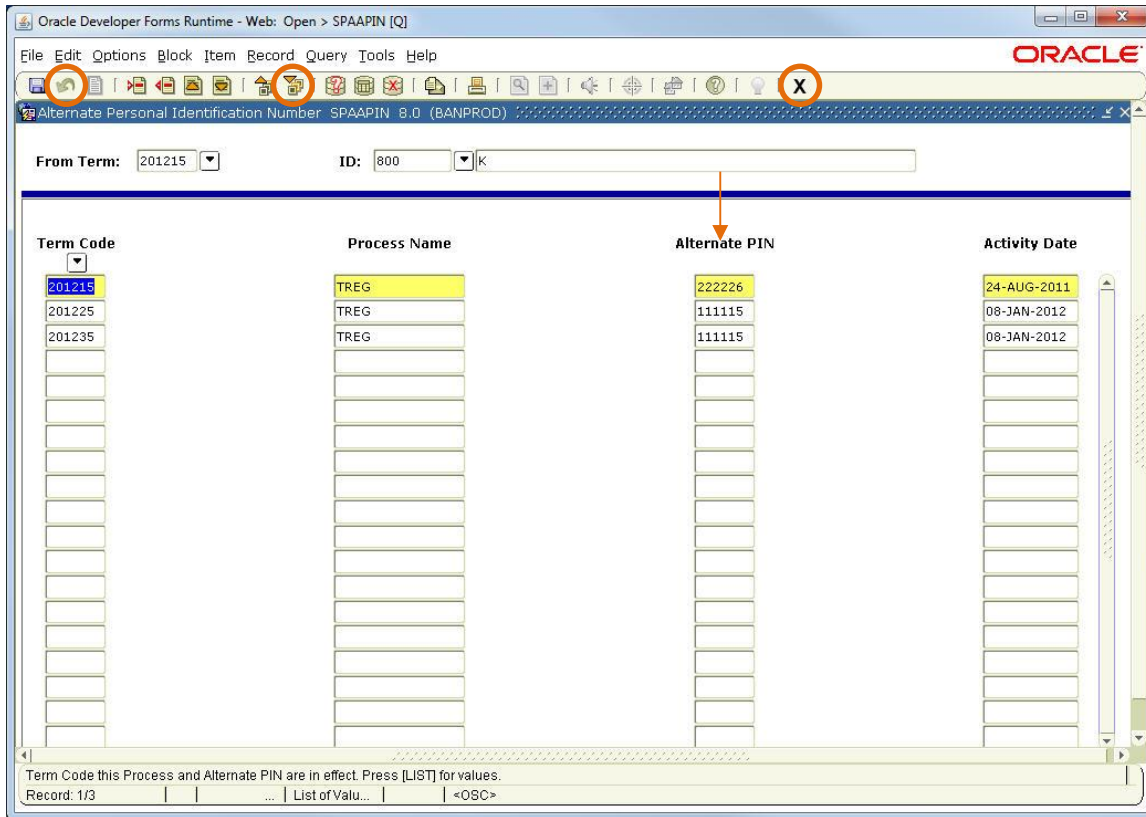 Oracle Developer Forms Runtime - Web: Open > SPAAPIN [Q]
File Edit Options Block Item Record Query Tools Help
ORACLE
X
Alternate Personal Identification Number SPAAPIN 8.0 (BANPROD)
From Term: 201215 ID: 800 K
Term Code Process Name Alternate PIN Activity Date
201215 TREG 222226 24-AUG-2011
201225 TREG 111115 08-JAN-2012
201235 TREG 111115 08-JAN-2012
Term Code this Process and Alternate PIN are in effect. Press [LIST] for values.
Record: 1/3 ... List of Valu... <OSC>